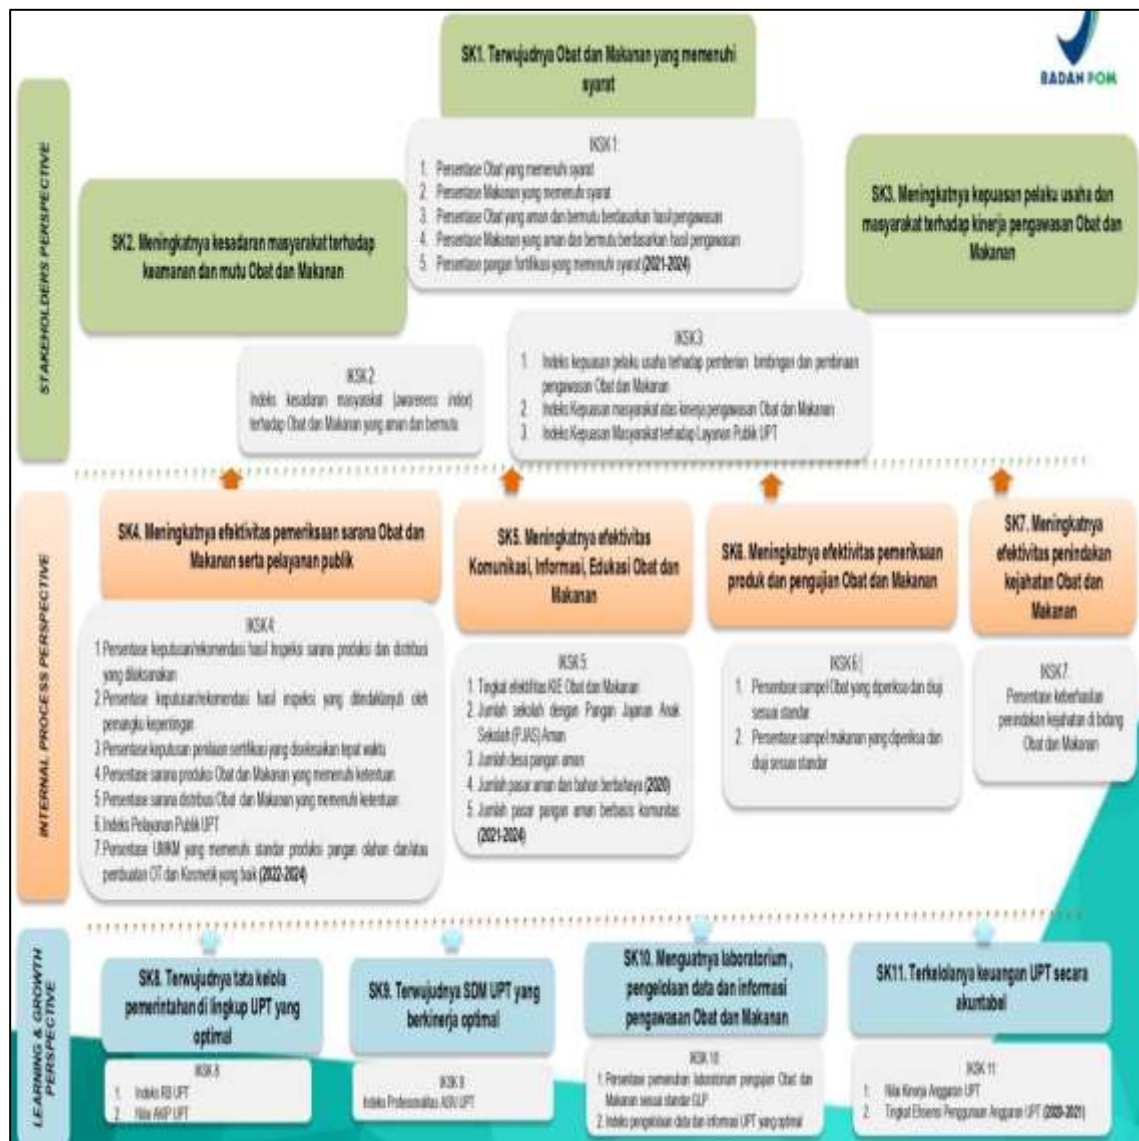 SK1. Terwujudnya Obat dan Makanan yang memenuhi
syarat
BADAN POM
STAKEHOLDERS PERSPECTIVE
IKSK 1:
1. Persentase Obat yang memenuhi syarat
2. Persentase Makanan yang memenuhi syarat
3. Persentase Obat yang aman dan bermutu berdasarkan hasil pengawasan
4. Persentase Makanan yang aman dan bermutu berdasarkan hasil pengawasan
5. Persentase pangan fortifikasi yang memenuhi syarat (2021-2024)
SK2. Meningkatnya kesadaran masyarakat terhadap
keamanan dan mutu Obat dan Makanan
SK3. Meningkatnya kepuasan pelaku usaha dan
masyarakat terhadap kinerja pengawasan Obat dan
Makanan
IKSK 2:
Indeks kesadaran masyarakat (awareness index)
terhadap Obat dan Makanan yang aman dan bermutu
IKSK 3
1. Indeks kepuasan pelaku usaha terhadap pemberian bimbingan dan pembinaan
pengawasan Obat dan Makanan
2. Indeks Kepuasan masyarakat atas kinerja pengawasan Obat dan Makanan
3. Indeks Kepuasan Masyarakat terhadap Layanan Publik UPT
INTERNAL PROCESS PERSPECTIVE
SK4. Meningkatnya efektivitas pemeriksaan sarana Obat dan
Makanan serta pelayanan publik
IKSK 4:
1 Persentase keputusan/rekomendasi hasil Inspeksi sarana produksi dan distribusi
yang dilaksanakan
2 Persentase keputusan/rekomendasi hasil inspeksi yang ditindaklanjuti oleh
pemangku kepentingan
3 Persentase keputusan penilaian sertifikasi yang diselesaikan tepat waktu
4 Persentase sarana produksi Obat dan Makanan yang memenuhi ketentuan
5 Persentase sarana distribusi Obat dan Makanan yang memenuhi ketentuan
6 Indeks Pelayanan Publik UPT
7 Persentase UMKM yang memenuhi standar produksi pangan olahan dan/atau
pembuatan OT dan Kosmetik yang baik (2022-2024)
SK5. Meningkatnya efektivitas
Komunikasi, Informasi, Edukasi Obat dan
Makanan
IKSK 5:
1 Tingkat efektifitas KIE Obat dan Makanan
2 Jumlah sekolah dengan Pangan Jajanan Anak
Sekolah (PJAS) Aman
3 Jumlah desa pangan aman
4 Jumlah pasar aman dari bahan berbahaya (2020)
5 Jumlah pasar pangan aman berbasis komunitas
(2021-2024)
SK6. Meningkatnya efektivitas pemeriksaan
produk dan pengujian Obat dan Makanan
IKSK 6:
1. Persentase sampel Obat yang diperiksa dan diuji
sesuai standar
2. Persentase sampel makanan yang diperiksa dan
diuji sesuai standar
SK7. Meningkatnya
efektivitas penindakan
kejahatan Obat dan
Makanan
IKSK 7:
Persentase keberhasilan
penindakan kejahatan di bidang
Obat dan Makanan
LEARNING & GROWTH
PERSPECTIVE
SK8. Terwujudnya tata kelola
pemerintahan di lingkup UPT yang
optimal
IKSK 8
1. Indeks RB UPT
2. Nilai AKIP UPT
SK9. Terwujudnya SDM UPT yang
berkinerja optimal
IKSK 9
Indeks Profesionalitas ASN UPT
SK10. Menguatnya laboratorium ,
pengelolaan data dan informasi
pengawasan Obat dan Makanan
IKSK 10:
1. Persentase pemenuhan laboratorium pengujian Obat dan
Makanan sesuai standar GLP
2. Indeks pengelolaan data dan informasi UPT yang optimal
SK11. Terkelolanya keuangan UPT secara
akuntabel
IKSK 11:
1. Nilai Kinerja Anggaran UPT
2. Tingkat Efisiensi Penggunaan Anggaran UPT (2020-2021)